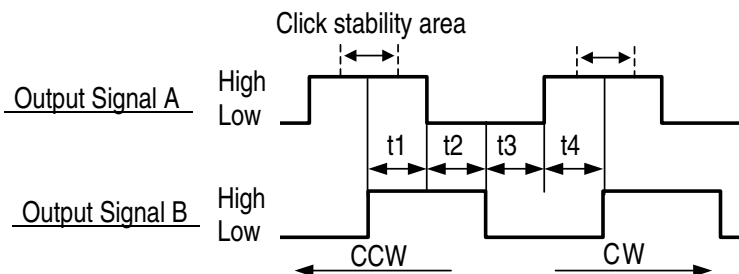 Click stability area
Output Signal A
High
Low
t1 t2 t3 t4
Output Signal B
High
Low
CCW CW